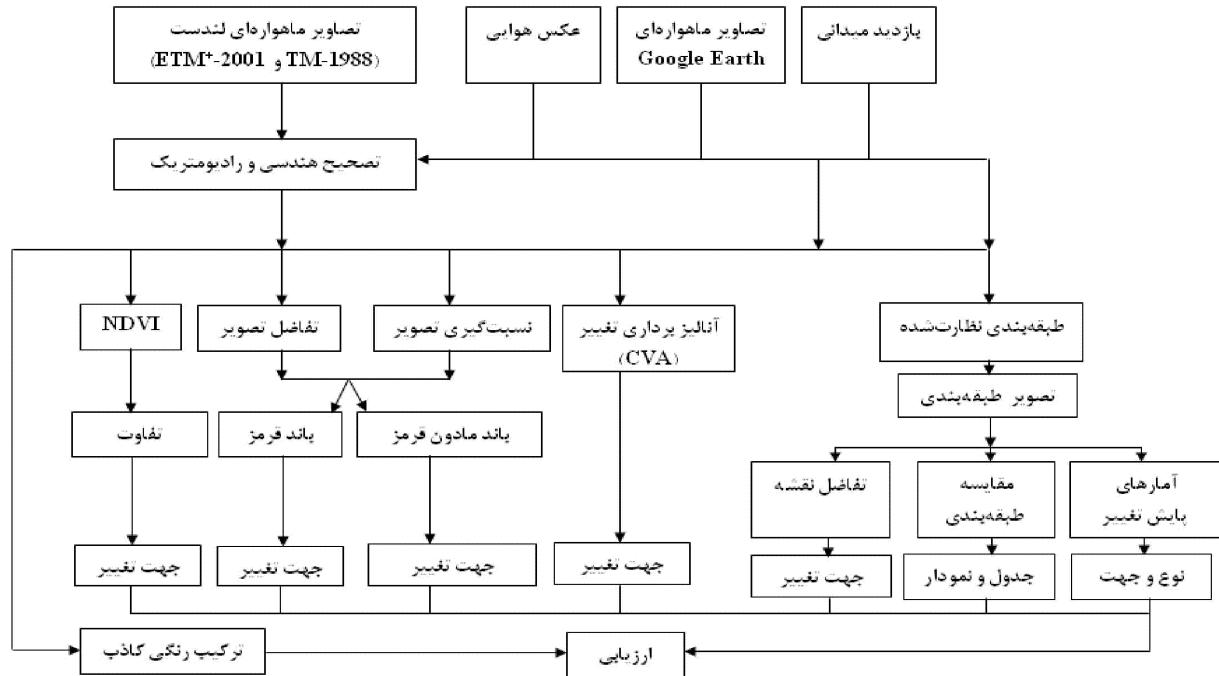 بازدید میدانی
تصاویر ماهواره‌ای
Google Earth
عکس هوایی
تصاویر ماهواره‌ای لندست
(TM-1988 و ETM⁺-2001)
تصحیح هندسی و رادیومتریک
طبقه‌بندی نظارت‌شده
آنالیز برداری تغییر
(CVA)
نسبت‌گیری تصویر
تفاضل تصویر
NDVI
تصویر طبقه‌بندی
باند مادون قرمز
باند قرمز
تفاوت
آمارهای
پایش تغییر
مقایسه
طبقه‌بندی
تفاضل نقشه
نوع و جهت
جدول و نمودار
جهت تغییر
جهت تغییر
جهت تغییر
جهت تغییر
جهت تغییر
ترکیب رنگی کاذب
ارزیابی